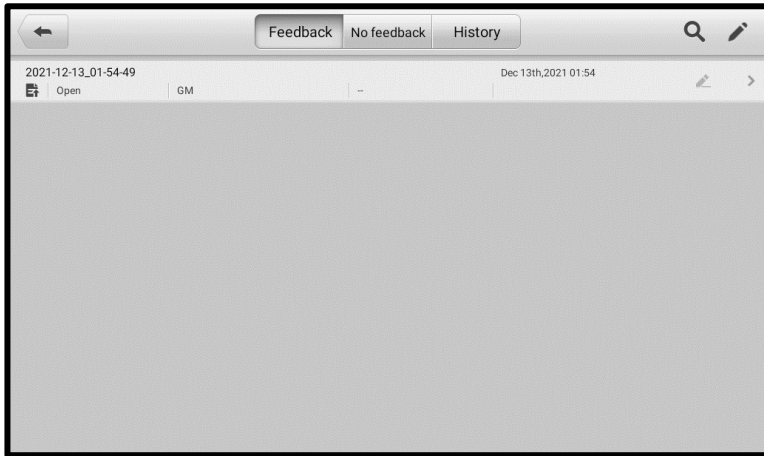 Feedback No feedback History
2021-12-13_01-54-49 Dec 13th,2021 01:54
Open GM --